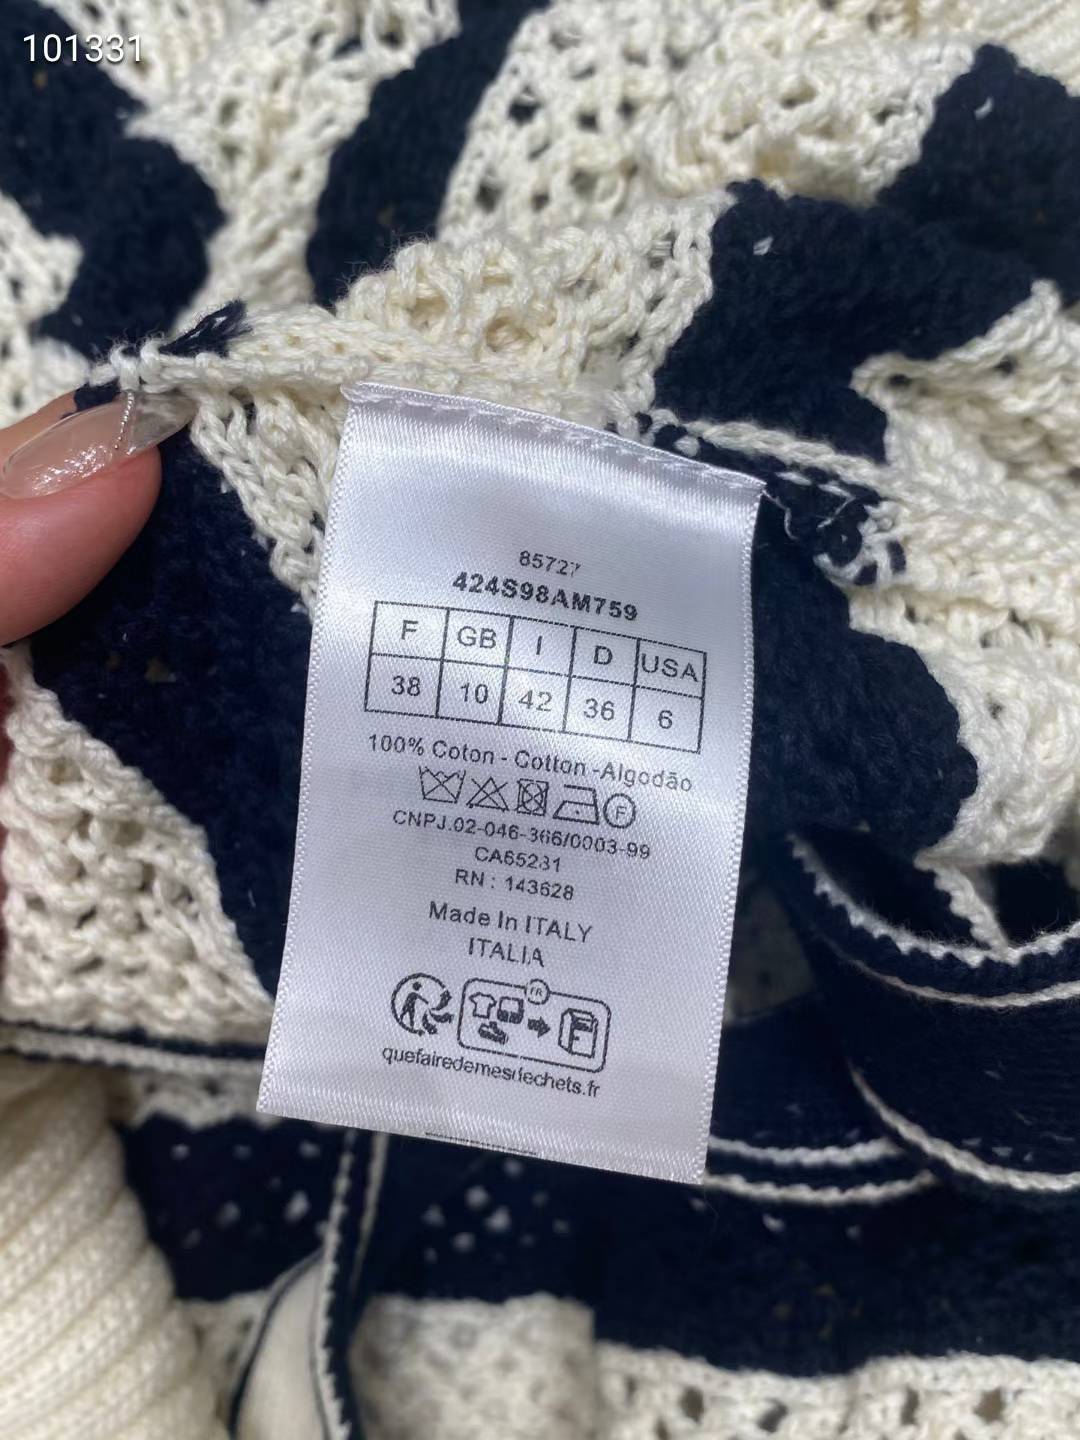 101331
85727
424S98AM759
F GB I D USA
38 10 42 36 6
100% Coton - Cotton -Algodão
F
CNPJ.02-046-366/0003-99
CA65231
RN : 143628
Made In ITALY
ITALIA
FR
quefairedemesdechets.fr